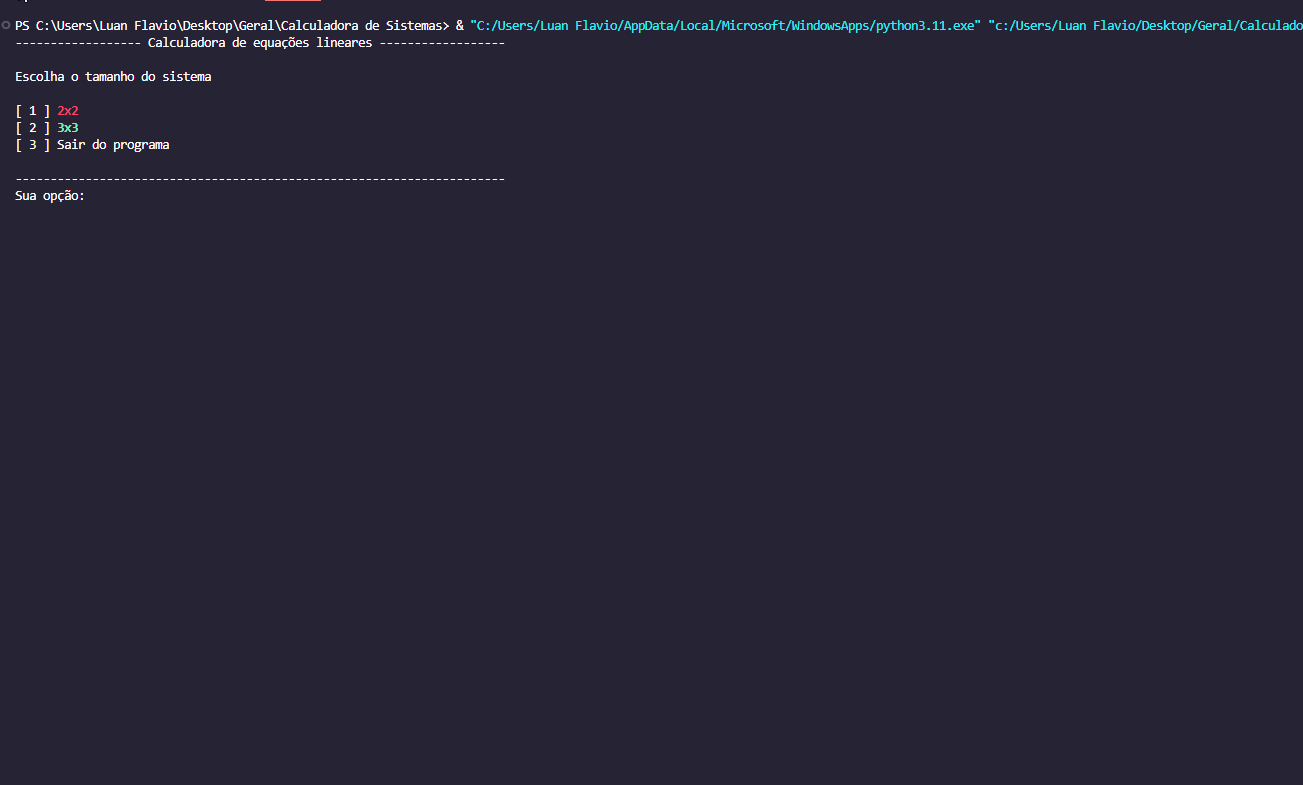 PS C:\Users\Luan Flavio\Desktop\Geral\Calculadora de Sistemas> & "C:/Users/Luan Flavio/AppData/Local/Microsoft/WindowsApps/python3.11.exe" "c:/Users/Luan Flavio/Desktop/Geral/Calculado
------------------ Calculadora de equações lineares ------------------
Escolha o tamanho do sistema
[ 1 ] 2x2
[ 2 ] 3x3
[ 3 ] Sair do programa
----------------------------------------------------------------------
Sua opção: